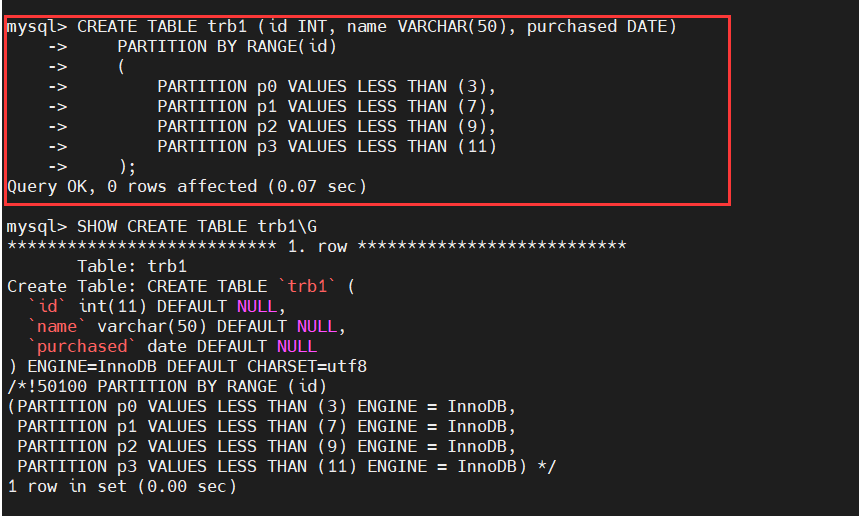 mysql> CREATE TABLE trb1 (id INT, name VARCHAR(50), purchased DATE)
    ->     PARTITION BY RANGE(id)
    ->     (
    ->         PARTITION p0 VALUES LESS THAN (3),
    ->         PARTITION p1 VALUES LESS THAN (7),
    ->         PARTITION p2 VALUES LESS THAN (9),
    ->         PARTITION p3 VALUES LESS THAN (11)
    ->     );
Query OK, 0 rows affected (0.07 sec)
mysql> SHOW CREATE TABLE trb1\G
*************************** 1. row ***************************
       Table: trb1
Create Table: CREATE TABLE `trb1` (
  `id` int(11) DEFAULT NULL,
  `name` varchar(50) DEFAULT NULL,
  `purchased` date DEFAULT NULL
) ENGINE=InnoDB DEFAULT CHARSET=utf8
/*!50100 PARTITION BY RANGE (id)
(PARTITION p0 VALUES LESS THAN (3) ENGINE = InnoDB,
 PARTITION p1 VALUES LESS THAN (7) ENGINE = InnoDB,
 PARTITION p2 VALUES LESS THAN (9) ENGINE = InnoDB,
 PARTITION p3 VALUES LESS THAN (11) ENGINE = InnoDB) */
1 row in set (0.00 sec)